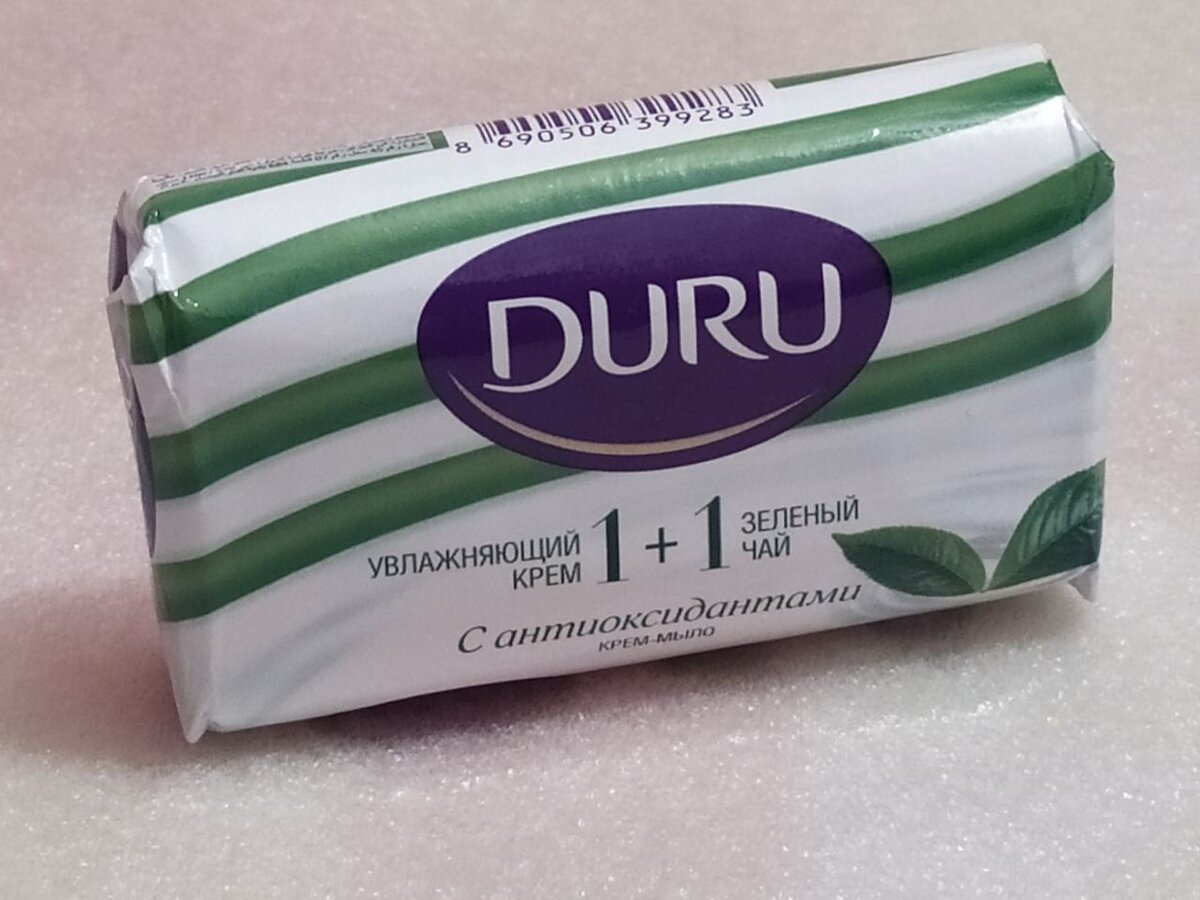 8 690506 399283
DURU
УВЛАЖНЯЮЩИЙ
КРЕМ
1+1
ЗЕЛЕНЫЙ
ЧАЙ
С антиоксидантами
КРЕМ-МЫЛО